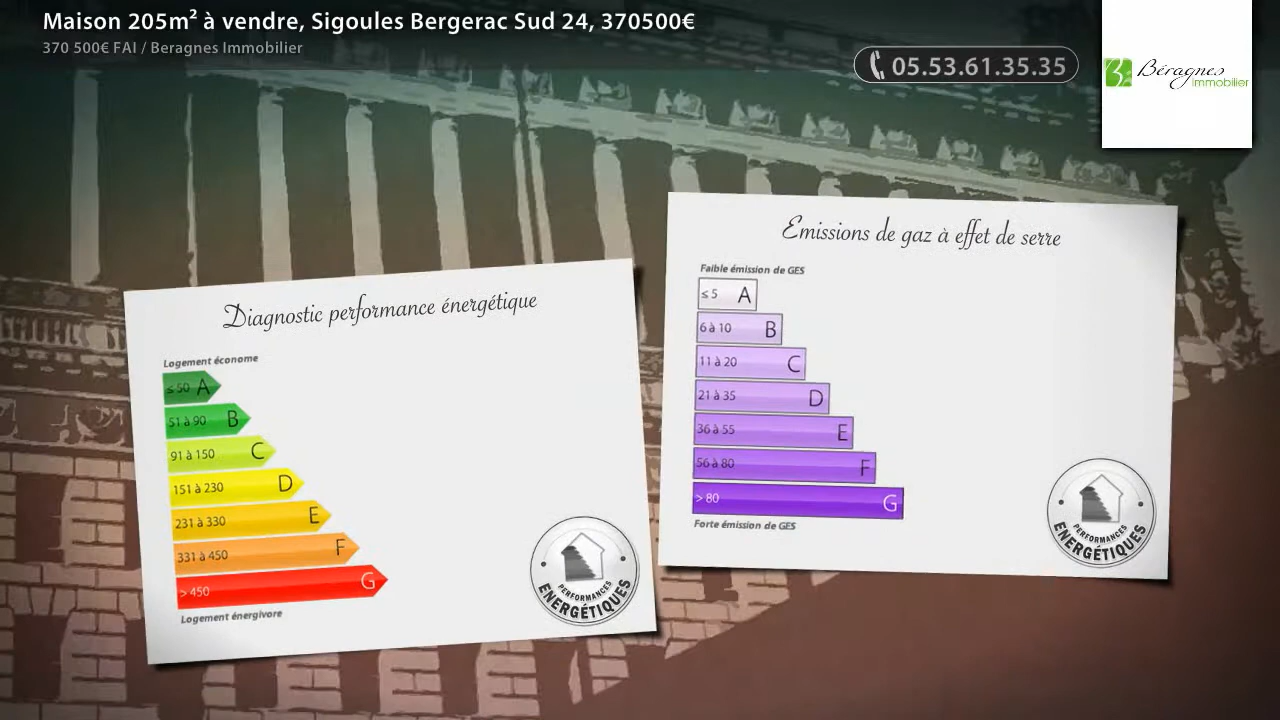 Maison 205m² à vendre, Sigoules Bergerac Sud 24, 370500€
370 500€ FAI / Beragnes Immobilier
05.53.61.35.35
Béragnes
immobilier
Diagnostic performance énergétique
Logement économe
≤ 50 A
51 à 90 B
91 à 150 C
151 à 230 D
231 à 330 E
331 à 450 F
> 450 G
Logement énergivore
PERFORMANCES
ENERGÉTIQUES
Emissions de gaz à effet de serre
Faible émission de GES
≤ 5 A
6 à 10 B
11 à 20 C
21 à 35 D
36 à 55 E
56 à 80 F
> 80 G
Forte émission de GES
PERFORMANCES
ENERGÉTIQUES